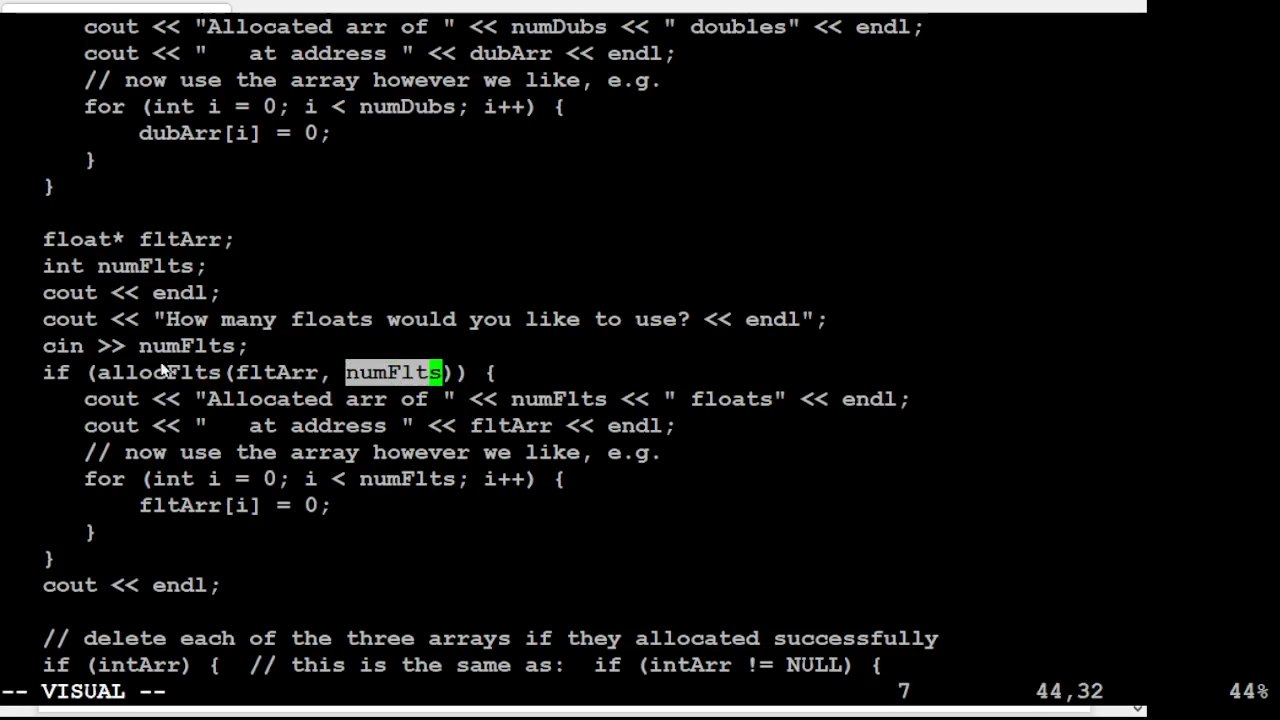 cout << "Allocated arr of " << numDubs << " doubles" << endl;
cout << "   at address " << dubArr << endl;
// now use the array however we like, e.g.
for (int i = 0; i < numDubs; i++) {
dubArr[i] = 0;
}
}
float* fltArr;
int numFlts;
cout << endl;
cout << "How many floats would you like to use? << endl";
cin >> numFlts;
if (allocFlts(fltArr, numFlts)) {
cout << "Allocated arr of " << numFlts << " floats" << endl;
cout << "   at address " << fltArr << endl;
// now use the array however we like, e.g.
for (int i = 0; i < numFlts; i++) {
fltArr[i] = 0;
}
}
cout << endl;
// delete each of the three arrays if they allocated successfully
if (intArr) {  // this is the same as:  if (intArr != NULL) {
-- VISUAL -- 7 44,32 44%